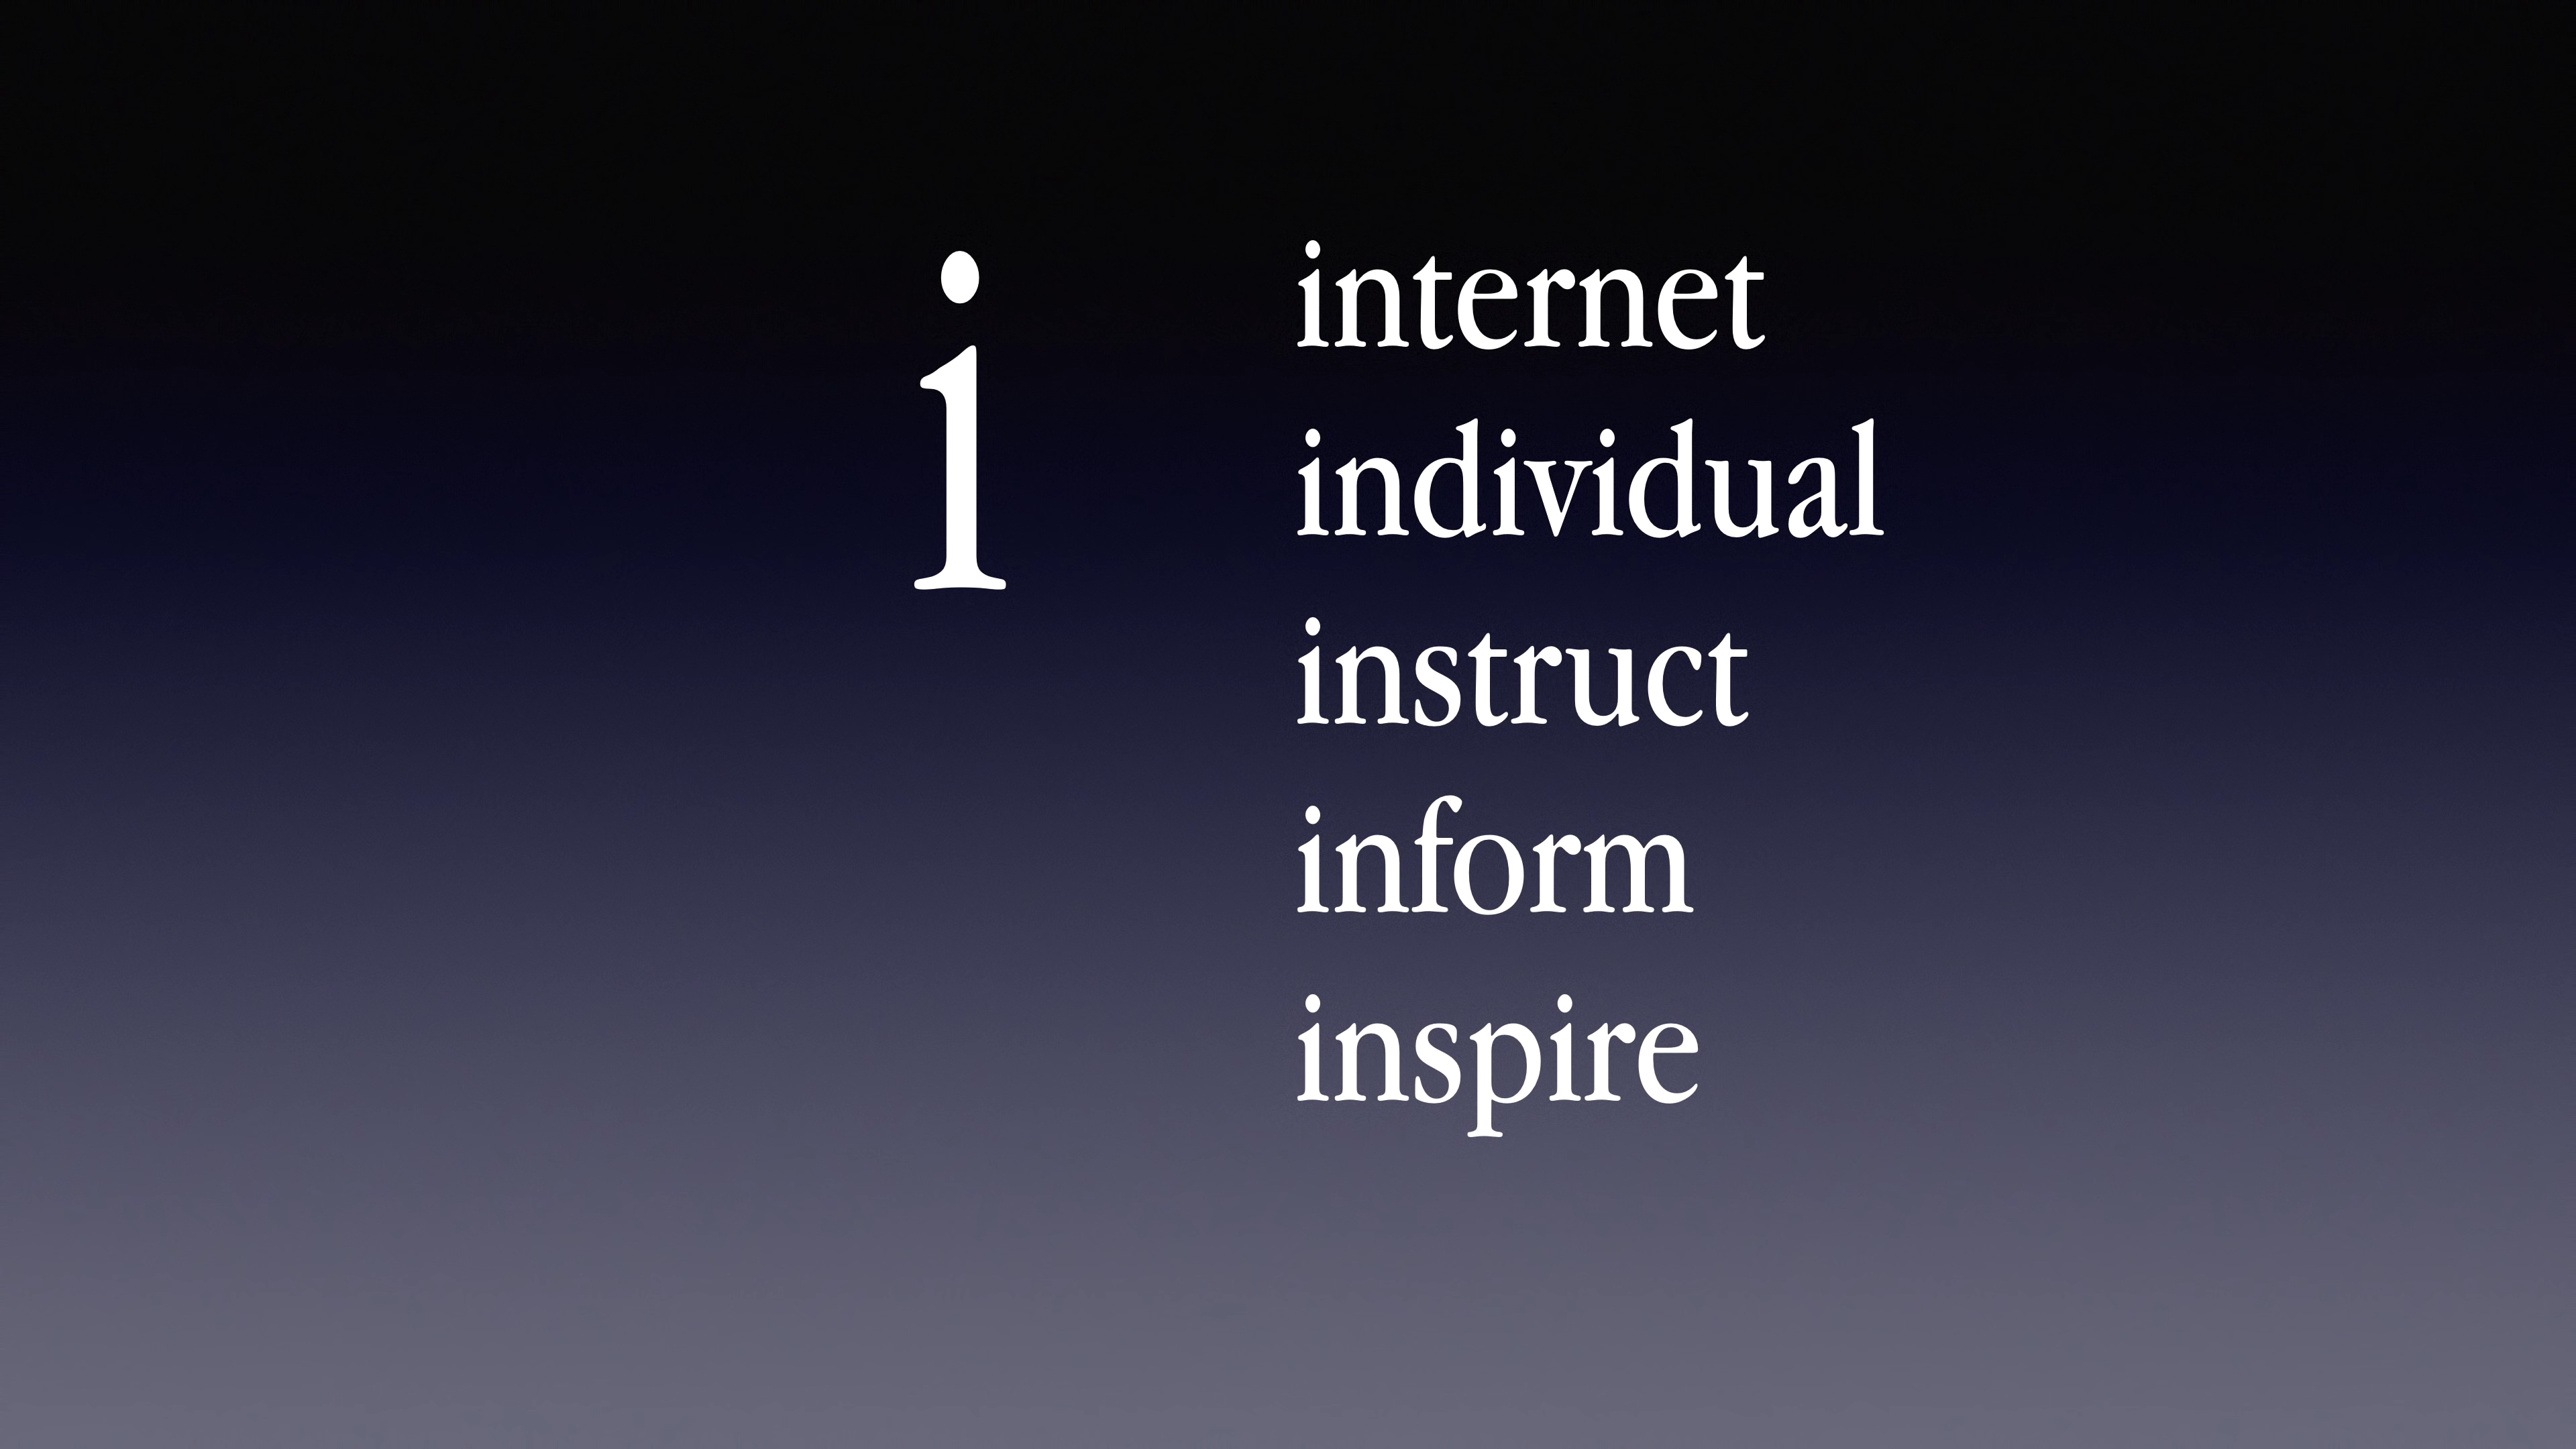 i
internet
individual
instruct
inform
inspire